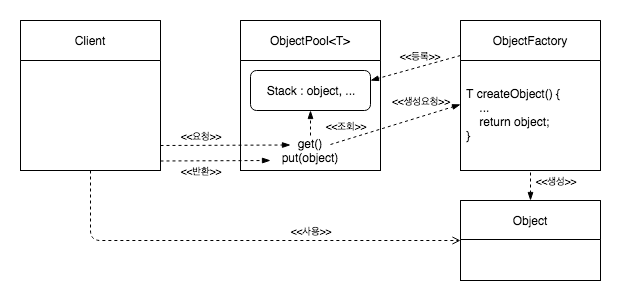 Client
ObjectPool<T>
ObjectFactory
<<등록>>
Stack : object, ...
T createObject() {
...
return object;
}
<<생성요청>>
<<조회>>
<<요청>>
get()
put(object)
<<반환>>
<<생성>>
Object
<<사용>>